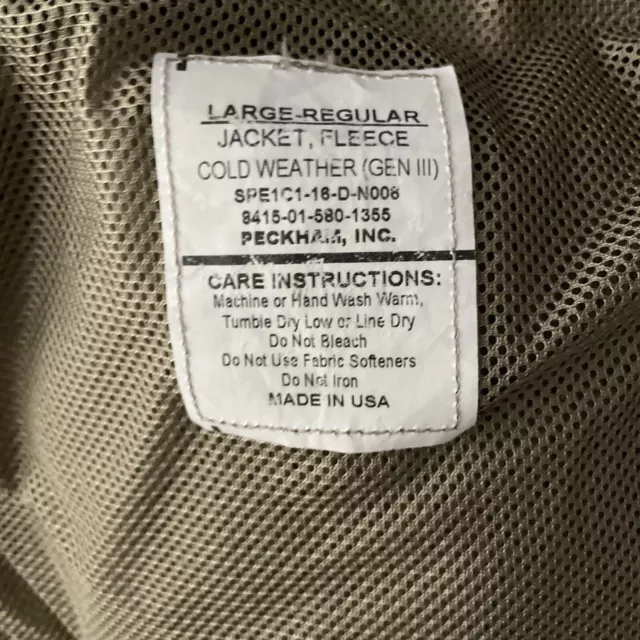 LARGE-REGULAR
JACKET, FLEECE
COLD WEATHER (GEN III)
SPE1C1-16-D-N006
8415-01-580-1355
PECKHAM, INC.
CARE INSTRUCTIONS:
Machine or Hand Wash Warm,
Tumble Dry Low or Line Dry
Do Not Bleach
Do Not Use Fabric Softeners
Do Not Iron
MADE IN USA